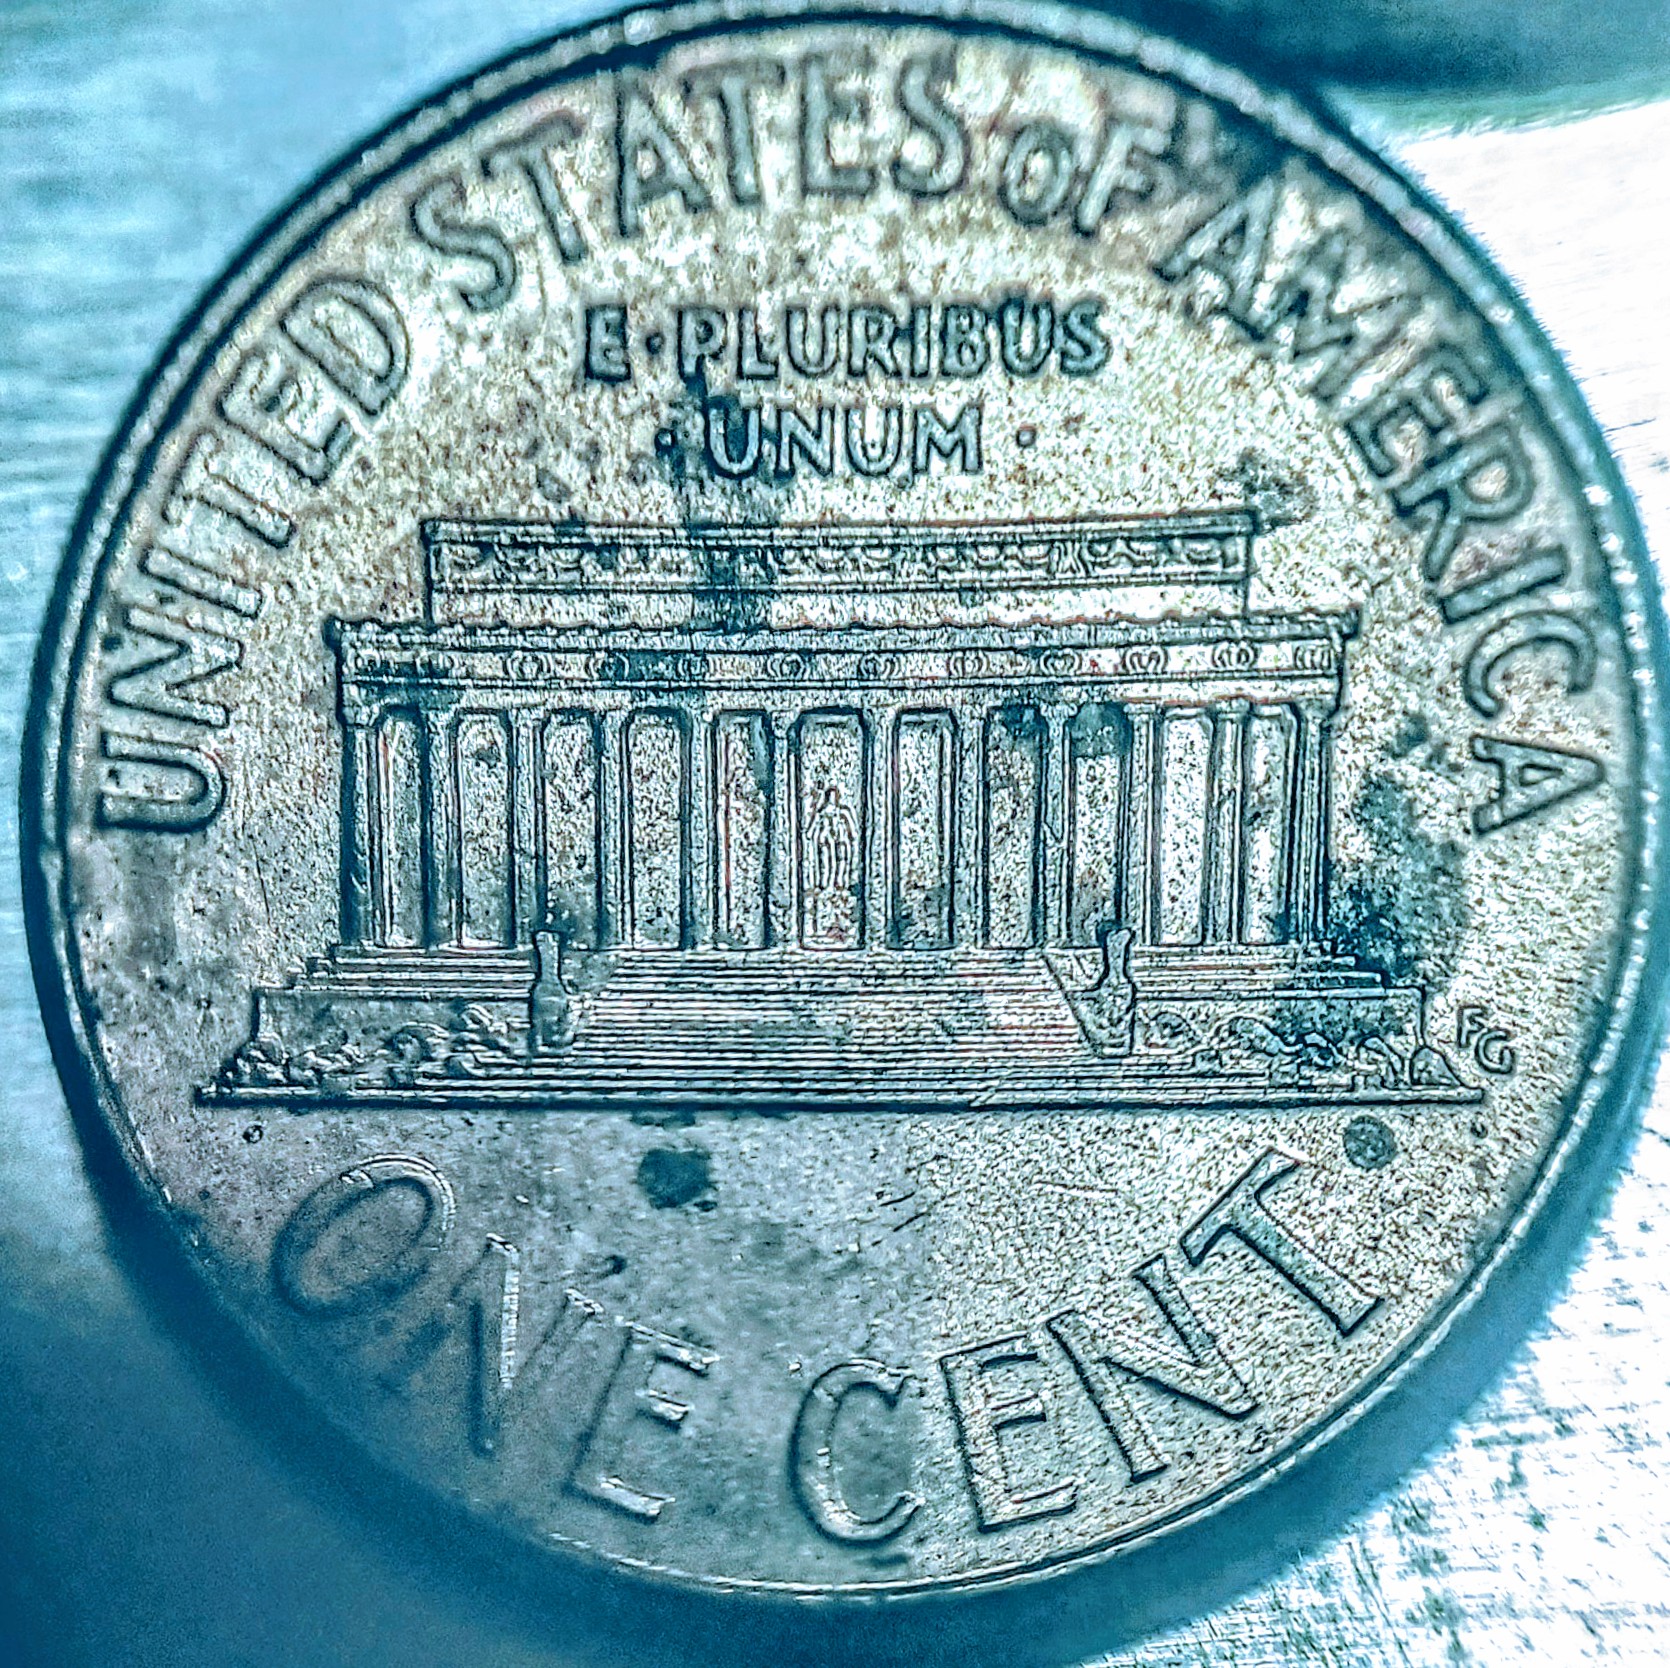 UNITED STATES OF AMERICA
E·PLURIBUS
·UNUM·
FG
ONE CENT